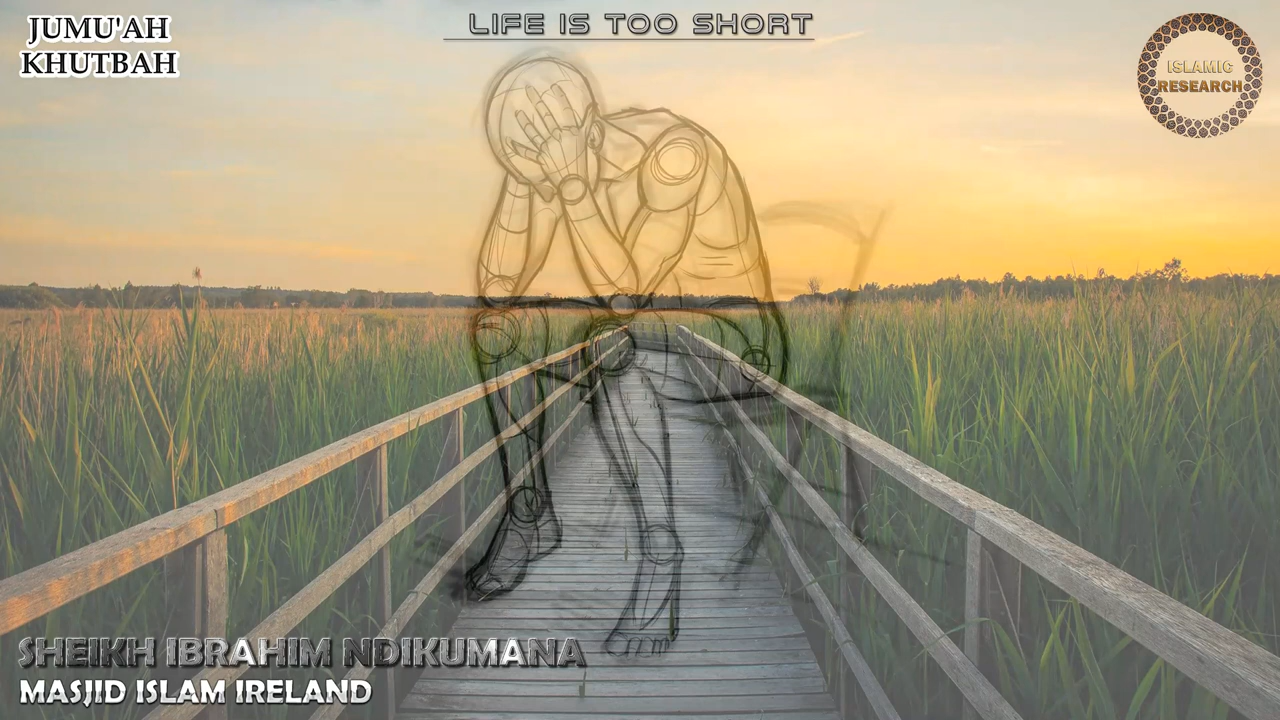 JUMU'AH
KHUTBAH
LIFE IS TOO SHORT
ISLAMIC
RESEARCH
SHEIKH IBRAHIM NDIKUMANA
MASJID ISLAM IRELAND